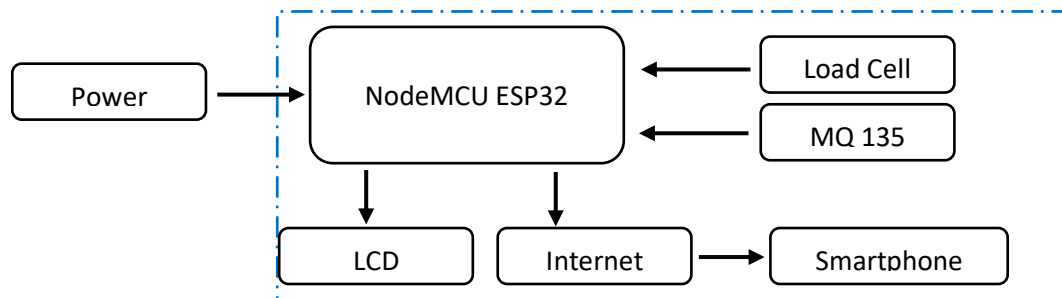 NodeMCU ESP32
Load Cell
Power
MQ 135
LCD
Internet
Smartphone